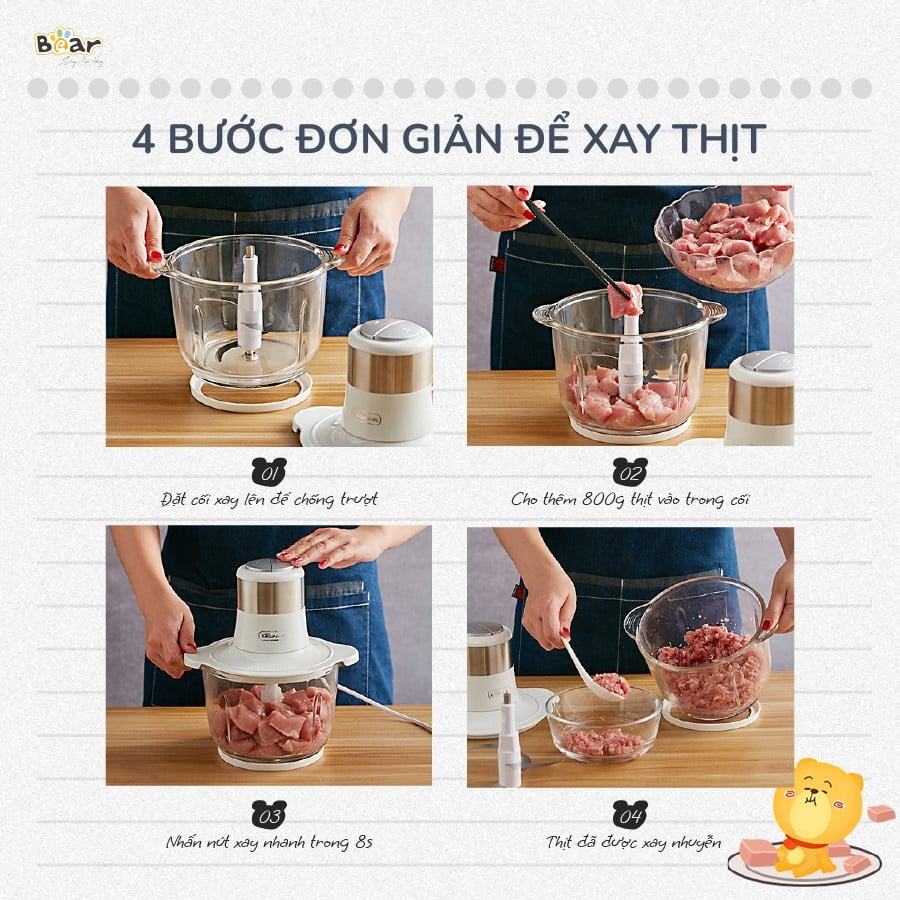 Bear
4 BƯỚC ĐƠN GIẢN ĐỂ XAY THỊT
01
Đặt cối xay lên đế chống trượt
02
Cho thêm 800g thịt vào trong cối
03
Nhấn nút xay nhanh trong 8s
04
Thịt đã được xay nhuyễn